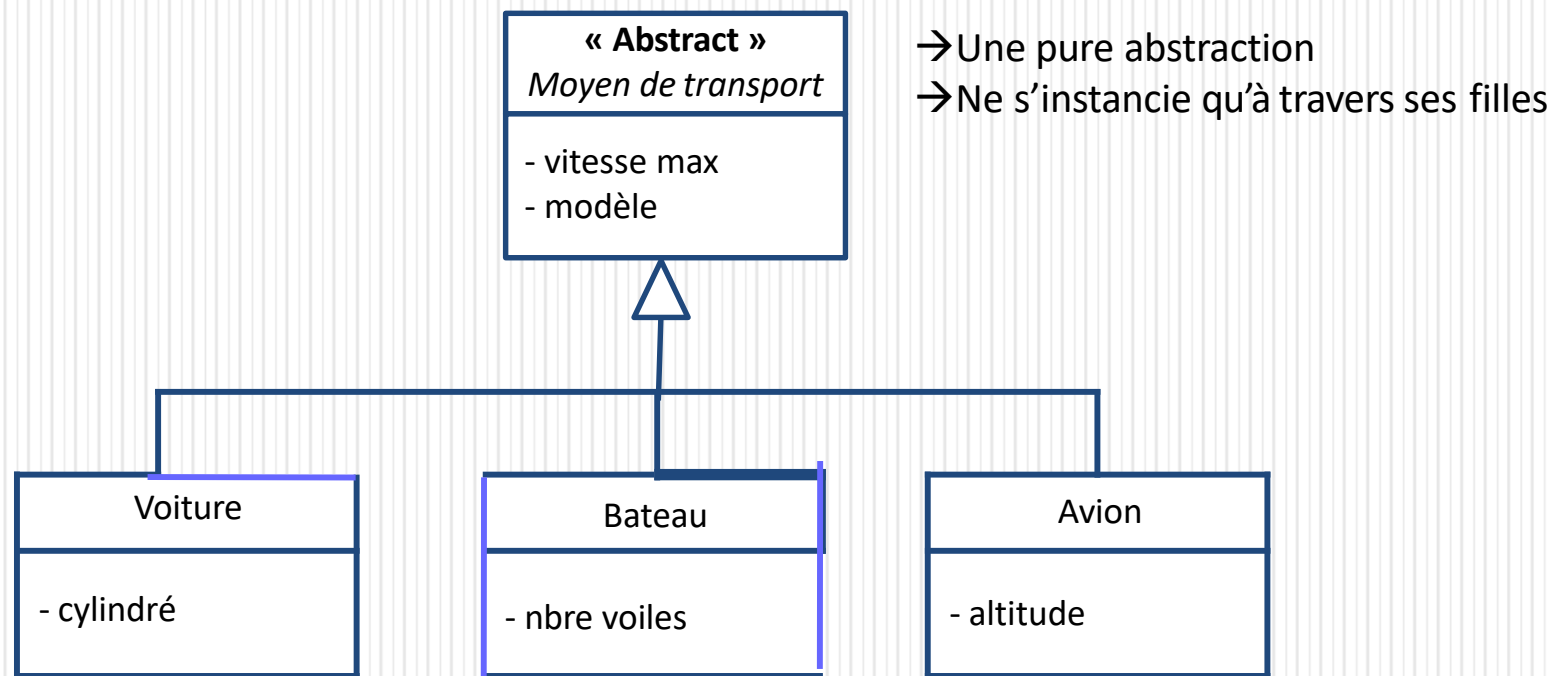 « Abstract »
Moyen de transport
- vitesse max
- modèle
→Une pure abstraction
→Ne s’instancie qu’à travers ses filles
Voiture
- cylindré
Bateau
- nbre voiles
Avion
- altitude